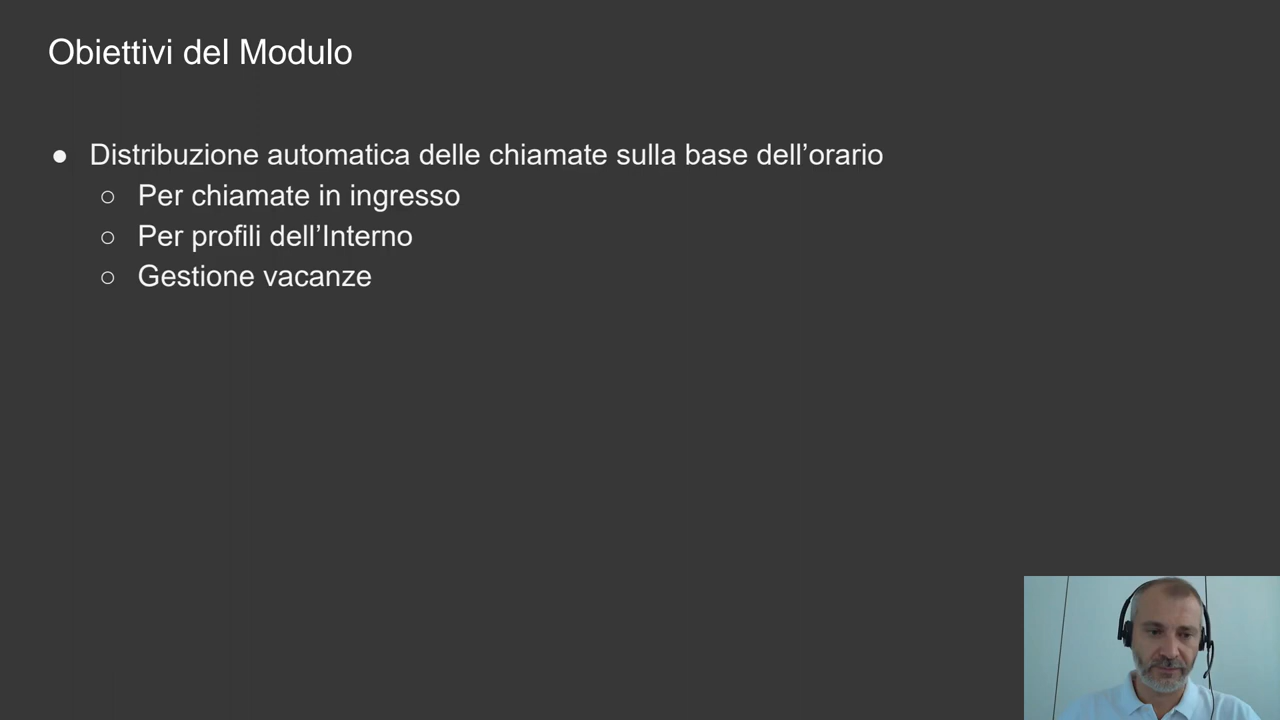 Obiettivi del Modulo
● Distribuzione automatica delle chiamate sulla base dell’orario
○ Per chiamate in ingresso
○ Per profili dell’Interno
○ Gestione vacanze